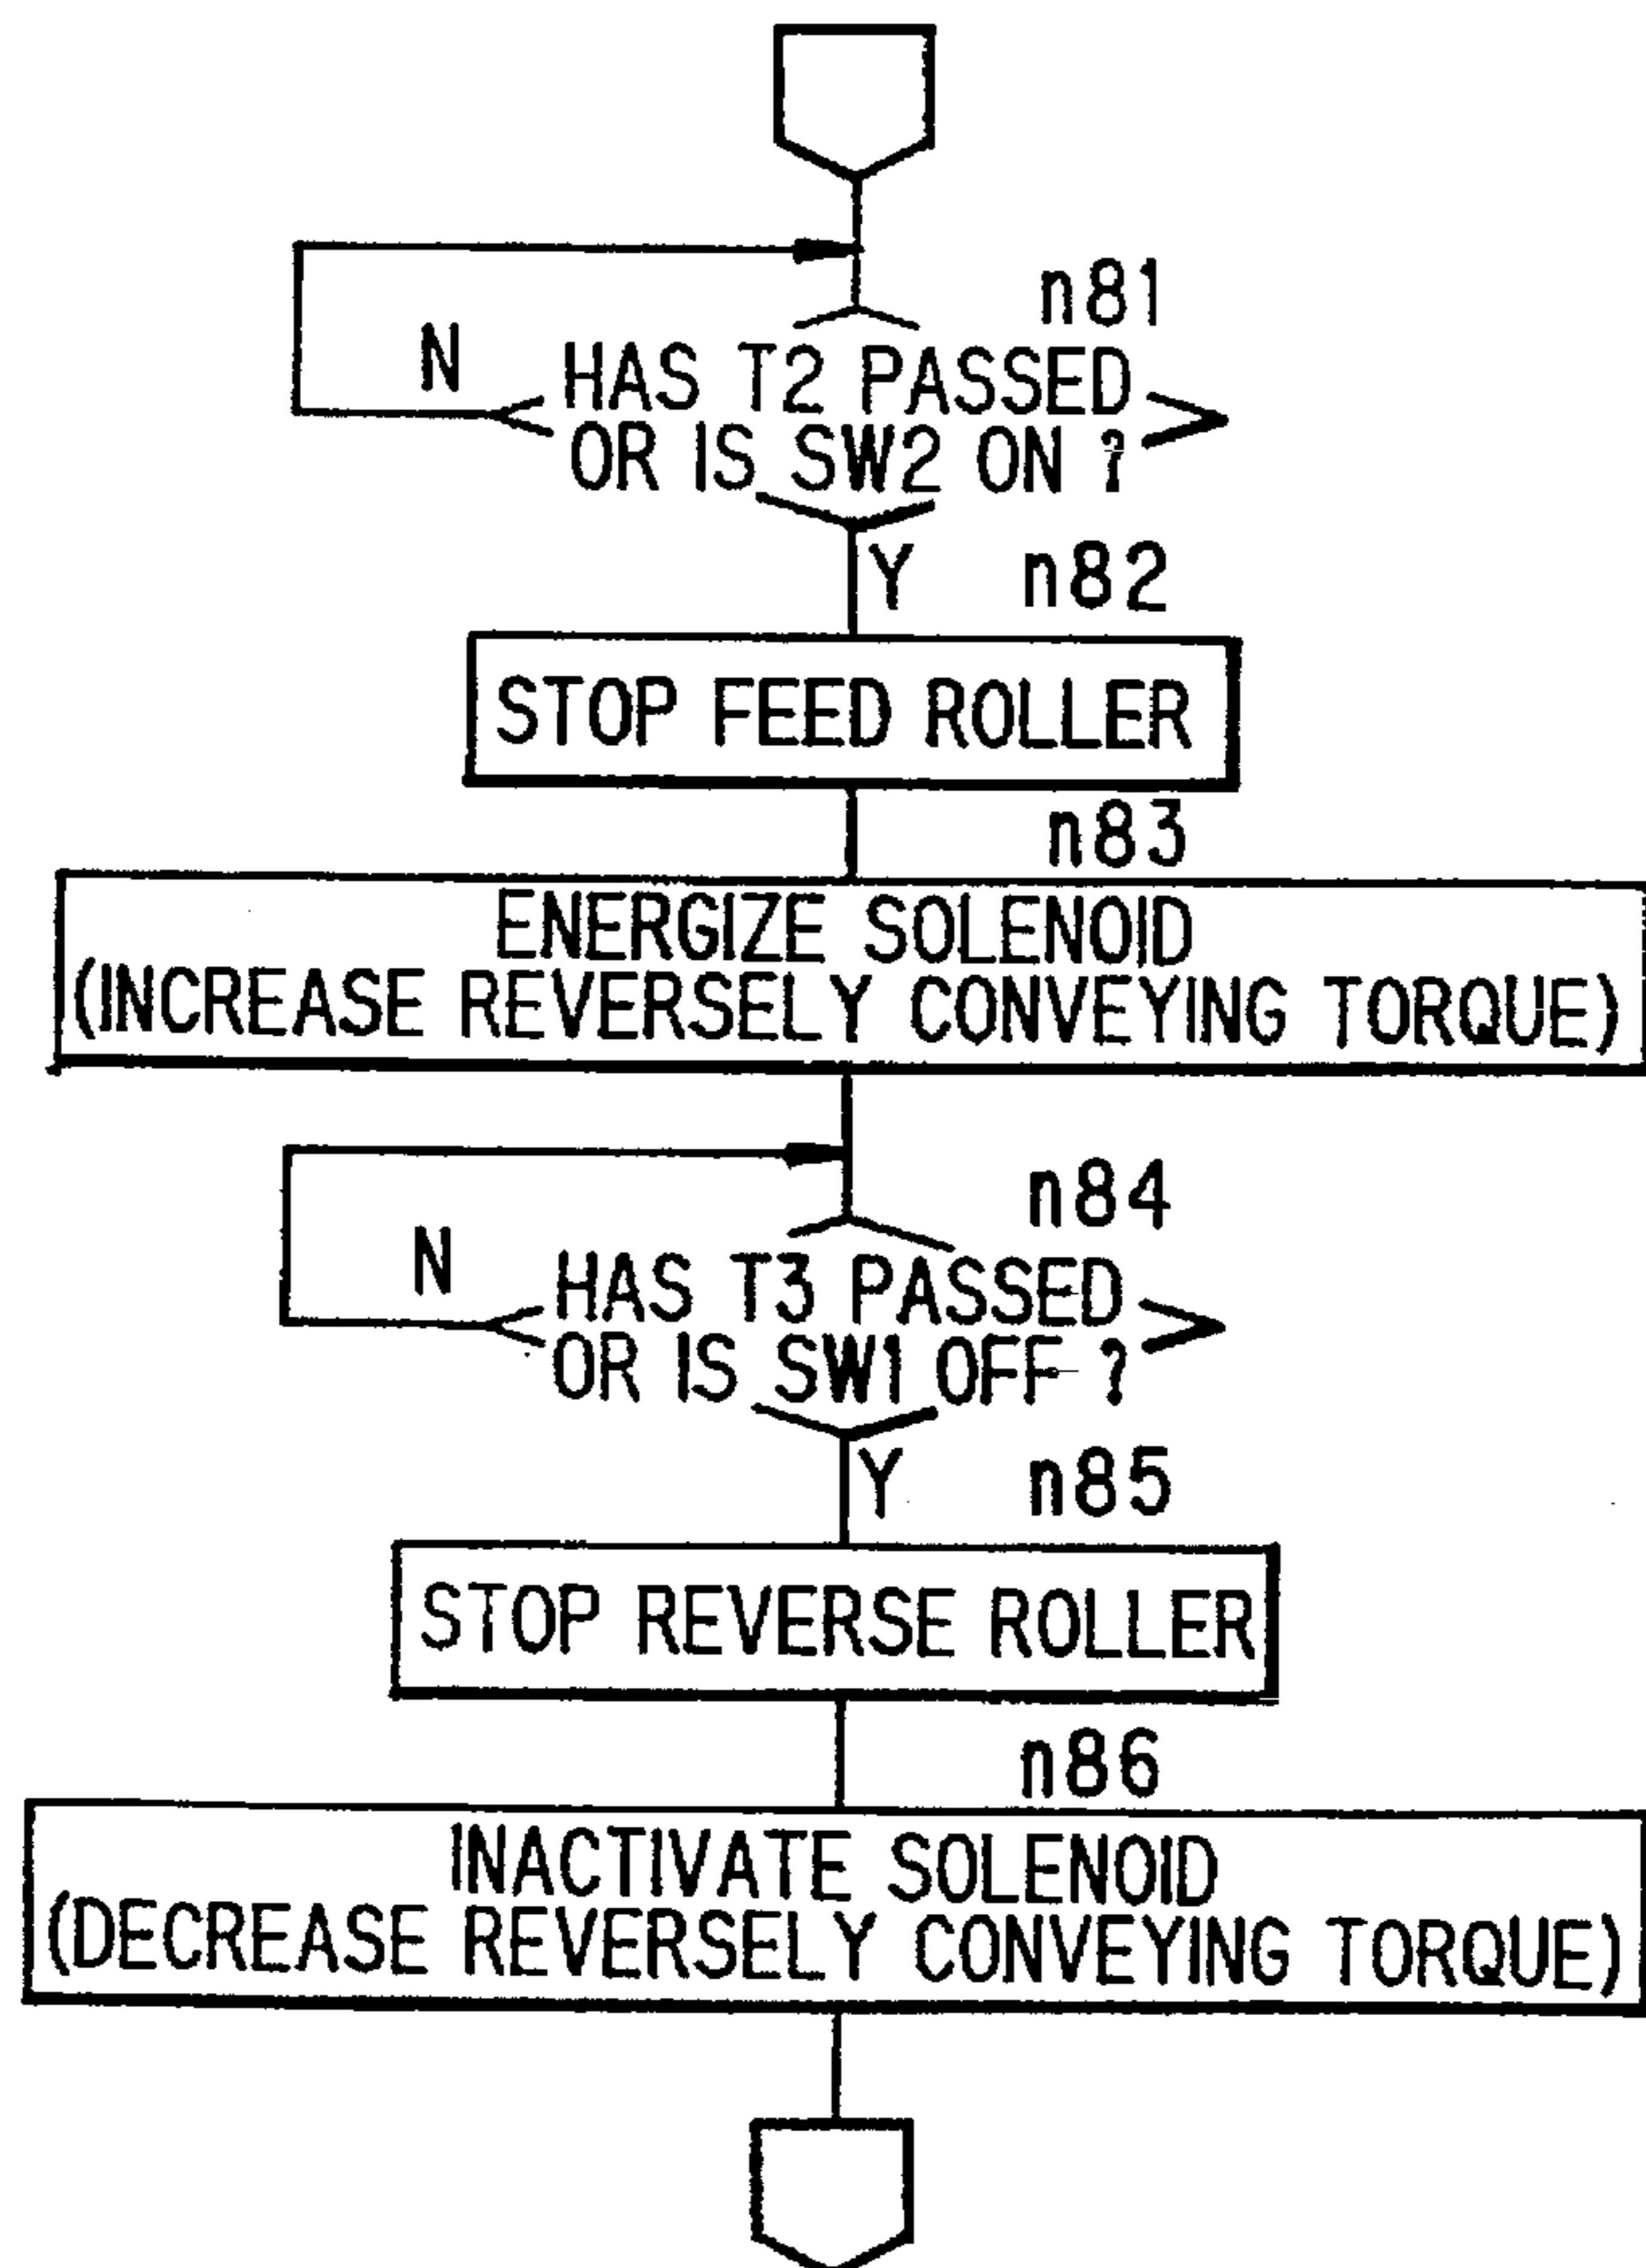 n81
N
HAS T2 PASSED
OR IS SW2 ON ?
Y
n82
STOP FEED ROLLER
n83
ENERGIZE SOLENOID
(INCREASE REVERSELY CONVEYING TORQUE)
n84
N
HAS T3 PASSED
OR IS SW1 OFF ?
Y
n85
STOP REVERSE ROLLER
n86
INACTIVATE SOLENOID
(DECREASE REVERSELY CONVEYING TORQUE)